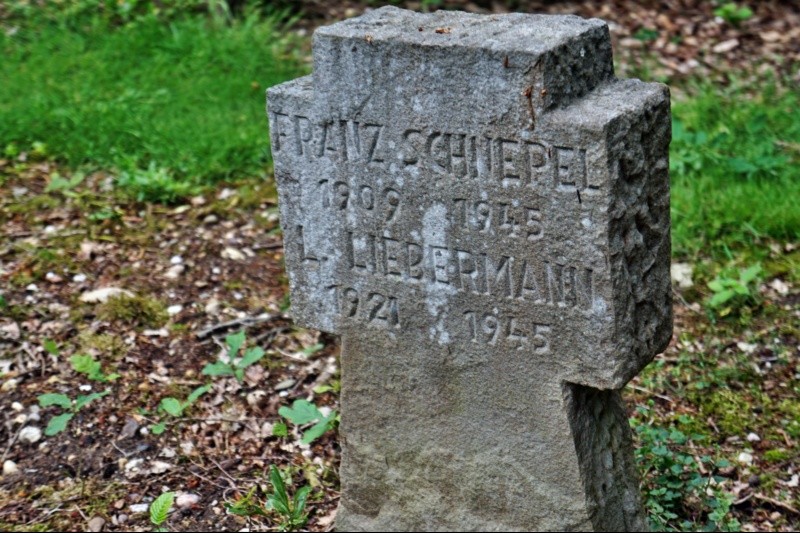 FRANZ SCHNEPEL
1909 1945
L. LIEBERMANN
1921 1945